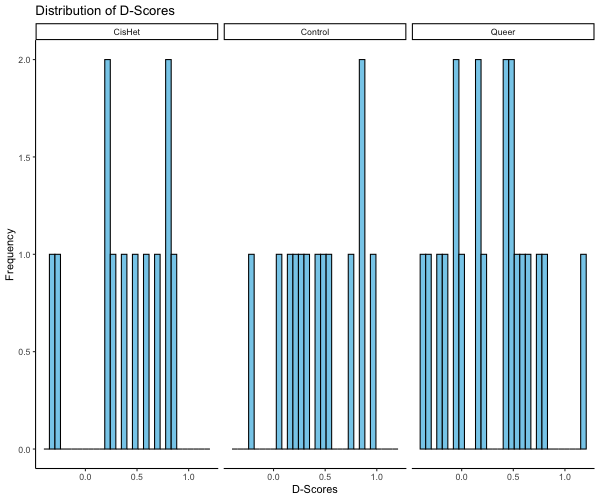 Distribution of D-Scores
CisHet Control Queer
2.0
1.5
1.0
0.5
0.0
Frequency
0.0 0.5 1.0 0.0 0.5 1.0 0.0 0.5 1.0
D-Scores